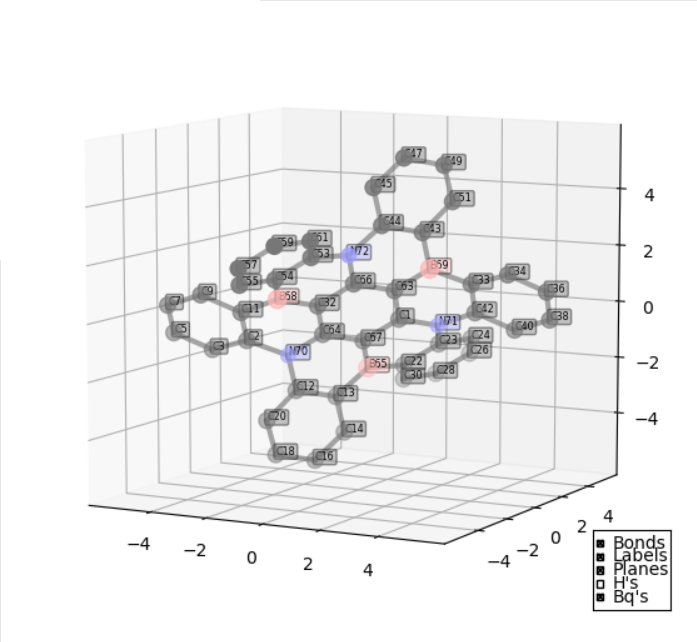 C47
C49
C45
C51
C44
C43
C59
C61
C53
N72
C57
C55
C54
B69
C33
C34
C36
C7
C9
B68
C66
C63
C32
C11
C42
C38
C5
C3
C2
C64
C1
N71
C40
C67
C23
C24
C26
N70
B65
C22
C30
C28
C12
C13
C20
C14
C18
C16
4
2
0
−2
−4
−4
−2
0
2
4
−4
−2
0
2
4
Bonds
Labels
Planes
H's
Bq's